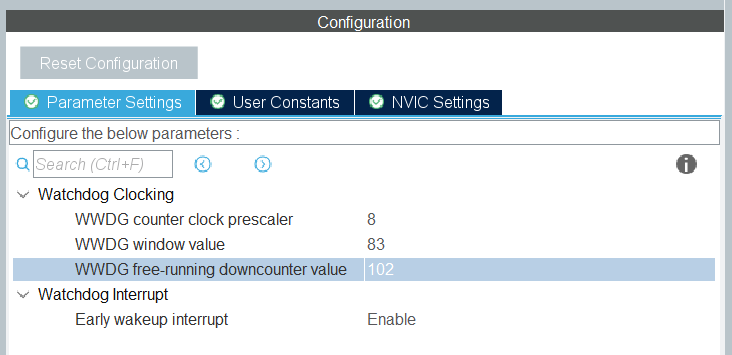 Configuration
Reset Configuration
Parameter Settings User Constants NVIC Settings
Configure the below parameters :
Search (Ctrl+F)
Watchdog Clocking
WWDG counter clock prescaler 8
WWDG window value 83
WWDG free-running downcounter value 102
Watchdog Interrupt
Early wakeup interrupt Enable